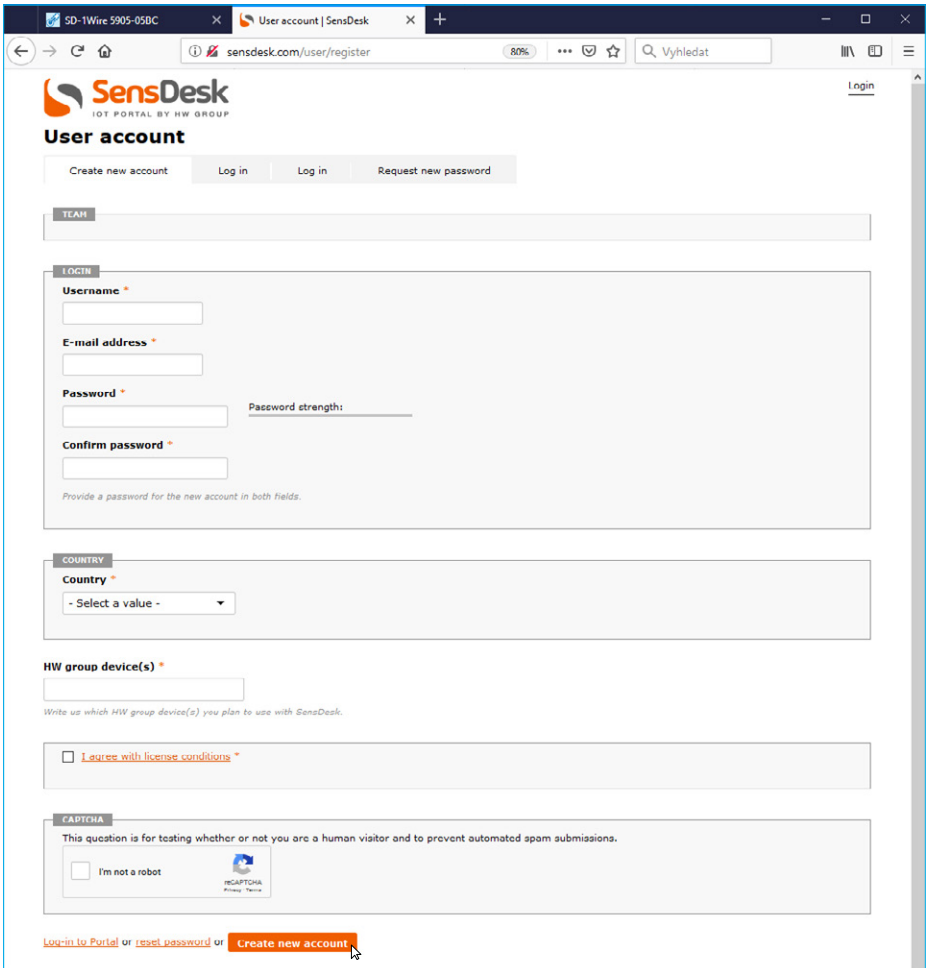 SD-1Wire 5905-05BC
User account | SensDesk
sensdesk.com/user/register
80%
Vyhledat
SensDesk
IOT PORTAL BY HW GROUP
Login
User account
Create new account Log in Log in Request new password
TEAM
LOGIN
Username *
E-mail address *
Password *
Password strength:
Confirm password *
Provide a password for the new account in both fields.
COUNTRY
Country *
- Select a value -
HW group device(s) *
Write us which HW group device(s) you plan to use with SensDesk.
I agree with license conditions *
CAPTCHA
This question is for testing whether or not you are a human visitor and to prevent automated spam submissions.
I'm not a robot
reCAPTCHA
Privacy - Terms
Log-in to Portal or reset password or Create new account